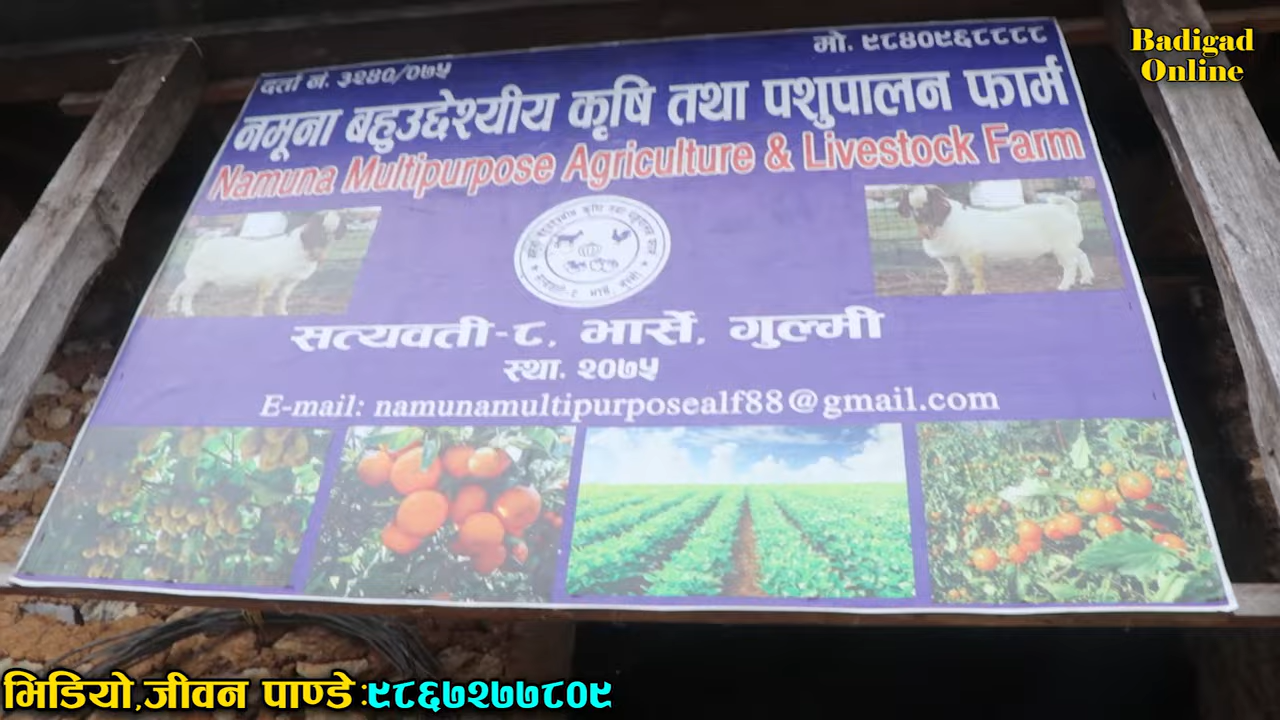 Badigad
Online
दर्ता नं. ३२४०/०७५
मो. ९८४०९६८८८८
नमूना बहुउद्देश्यीय कृषि तथा पशुपालन फार्म
Namuna Multipurpose Agriculture & Livestock Farm
सत्यवती-८, भार्से, गुल्मी
स्था. २०७५
E-mail: namunamultipurposealf88@gmail.com
भिडियो,जीवन पाण्डे:९८६७२७७८०९